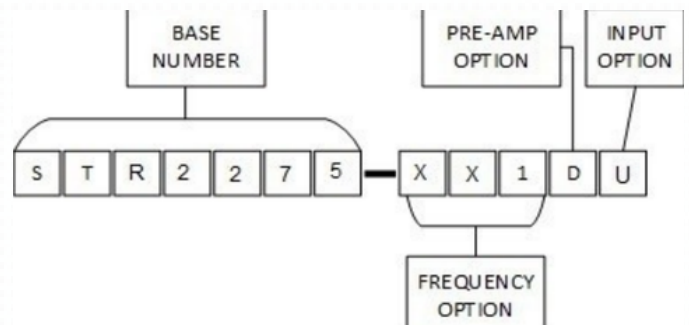 BASE
NUMBER
PRE-AMP
OPTION
INPUT
OPTION
S T R 2 2 7 5 – X X 1 D U
FREQUENCY
OPTION